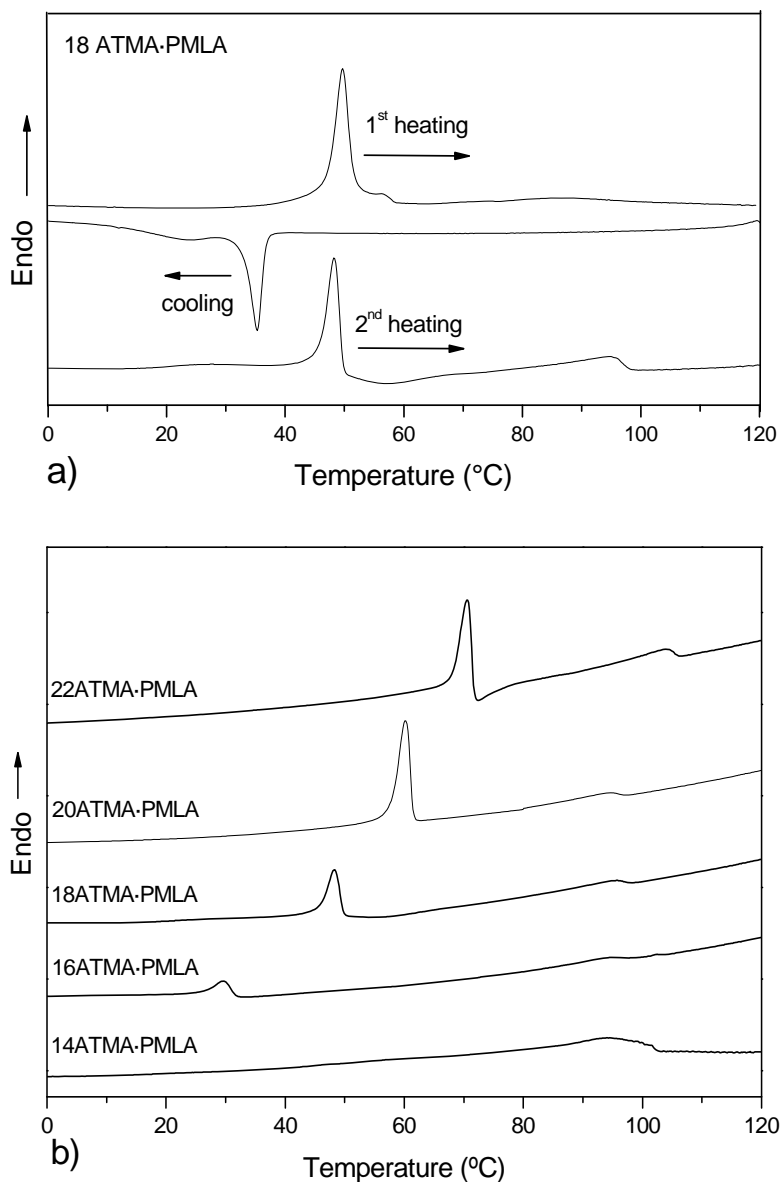 18 ATMA·PMLA
1st heating
cooling
2nd heating
Endo
0 20 40 60 80 100 120
Temperature (°C)
a)
22ATMA·PMLA
20ATMA·PMLA
18ATMA·PMLA
16ATMA·PMLA
14ATMA·PMLA
Endo
0 20 40 60 80 100 120
Temperature (ºC)
b)